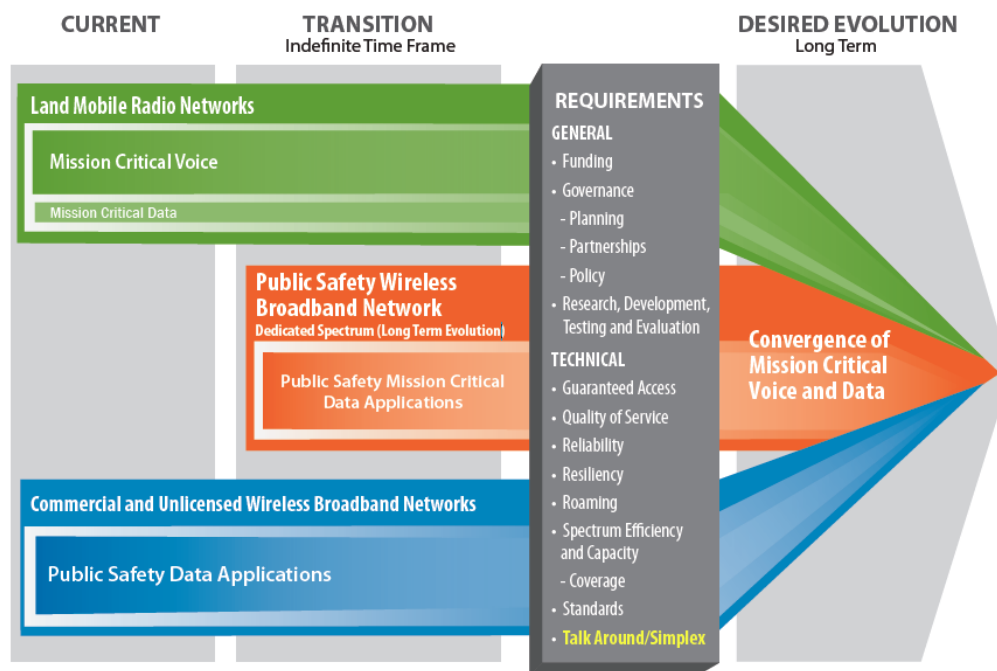 CURRENT
TRANSITION
Indefinite Time Frame
DESIRED EVOLUTION
Long Term
Land Mobile Radio Networks
Mission Critical Voice
Mission Critical Data
Public Safety Wireless
Broadband Network
Dedicated Spectrum (Long Term Evolution)
Public Safety Mission Critical
Data Applications
Commercial and Unlicensed Wireless Broadband Networks
Public Safety Data Applications
REQUIREMENTS
GENERAL
• Funding
• Governance
- Planning
- Partnerships
- Policy
• Research, Development,
Testing and Evaluation
TECHNICAL
• Guaranteed Access
• Quality of Service
• Reliability
• Resiliency
• Roaming
• Spectrum Efficiency
and Capacity
- Coverage
• Standards
• Talk Around/Simplex
Convergence of
Mission Critical
Voice and Data